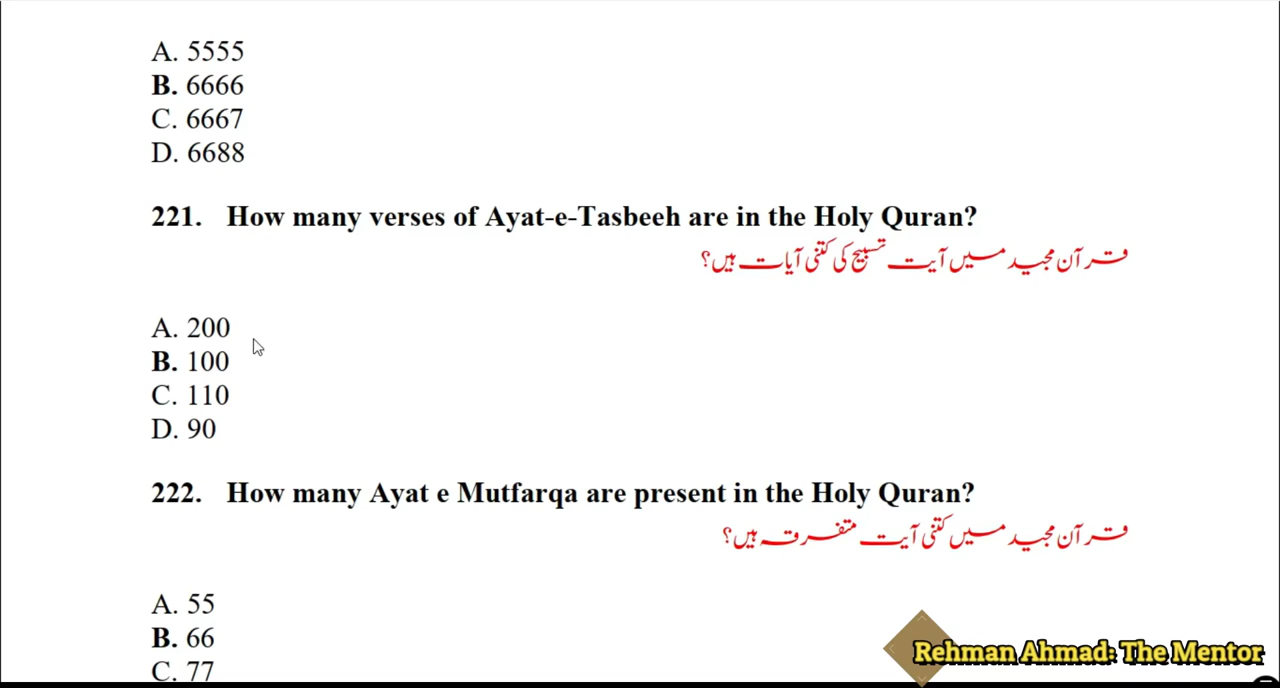 A. 5555
B. 6666
C. 6667
D. 6688
221. How many verses of Ayat-e-Tasbeeh are in the Holy Quran?
قرآن مجید میں آیت تسبیح کی کتنی آیات ہیں؟
A. 200
B. 100
C. 110
D. 90
222. How many Ayat e Mutfarqa are present in the Holy Quran?
قرآن مجید میں کتنی آیت متفرقہ ہیں؟
A. 55
B. 66
C. 77
Rehman Ahmad: The Mentor